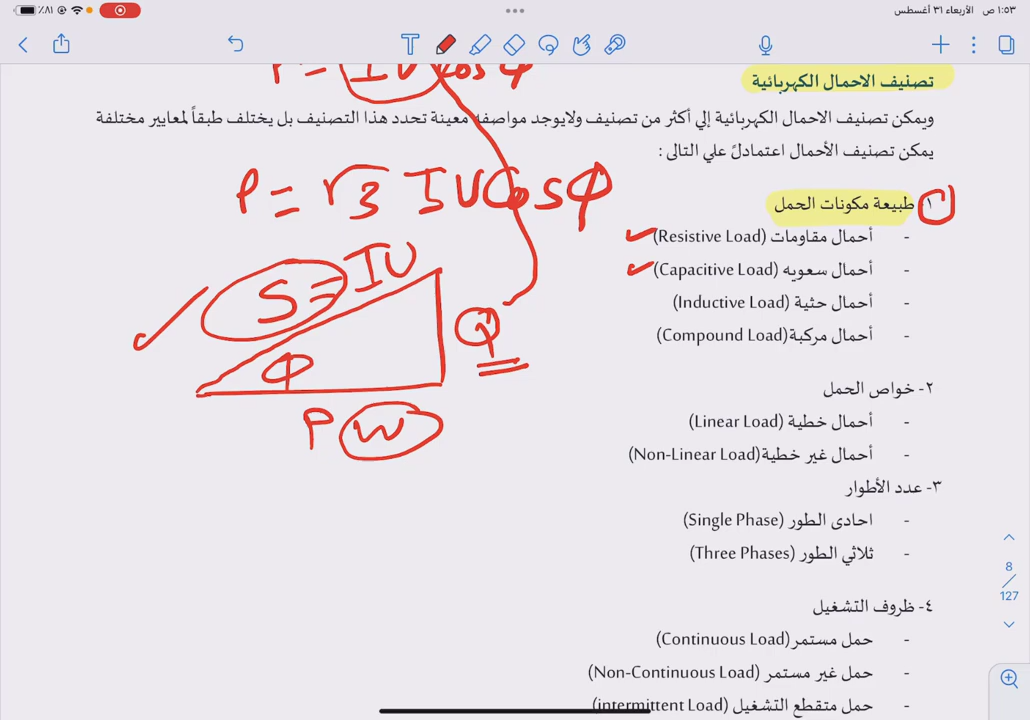 ١:٥٣ ص الأربعاء ٣١ أغسطس
٨١٪
تصنيف الاحمال الكهربائية
ويمكن تصنيف الاحمال الكهربائية إلي أكثر من تصنيف ولايوجد مواصفه معينة تحدد هذا التصنيف بل يختلف طبقاً لمعايير مختلفة
يمكن تصنيف الأحمال اعتمادلً علي التالى :
١- طبيعة مكونات الحمل
- أحمال مقاومات (Resistive Load)
- أحمال سعويه (Capacitive Load)
- أحمال حثية (Inductive Load)
- أحمال مركبة(Compound Load)
٢- خواص الحمل
- أحمال خطية (Linear Load)
- أحمال غير خطية(Non-Linear Load)
٣- عدد الأطوار
- احادى الطور (Single Phase)
- ثلاثي الطور (Three Phases)
٤- ظروف التشغيل
- حمل مستمر(Continuous Load)
- حمل غير مستمر (Non-Continuous Load)
- حمل متقطع التشغيل (intermittent Load)
P = IV cos φ
P = √3 IV Cos φ
S = IV
Q
φ
P W
8
127
T